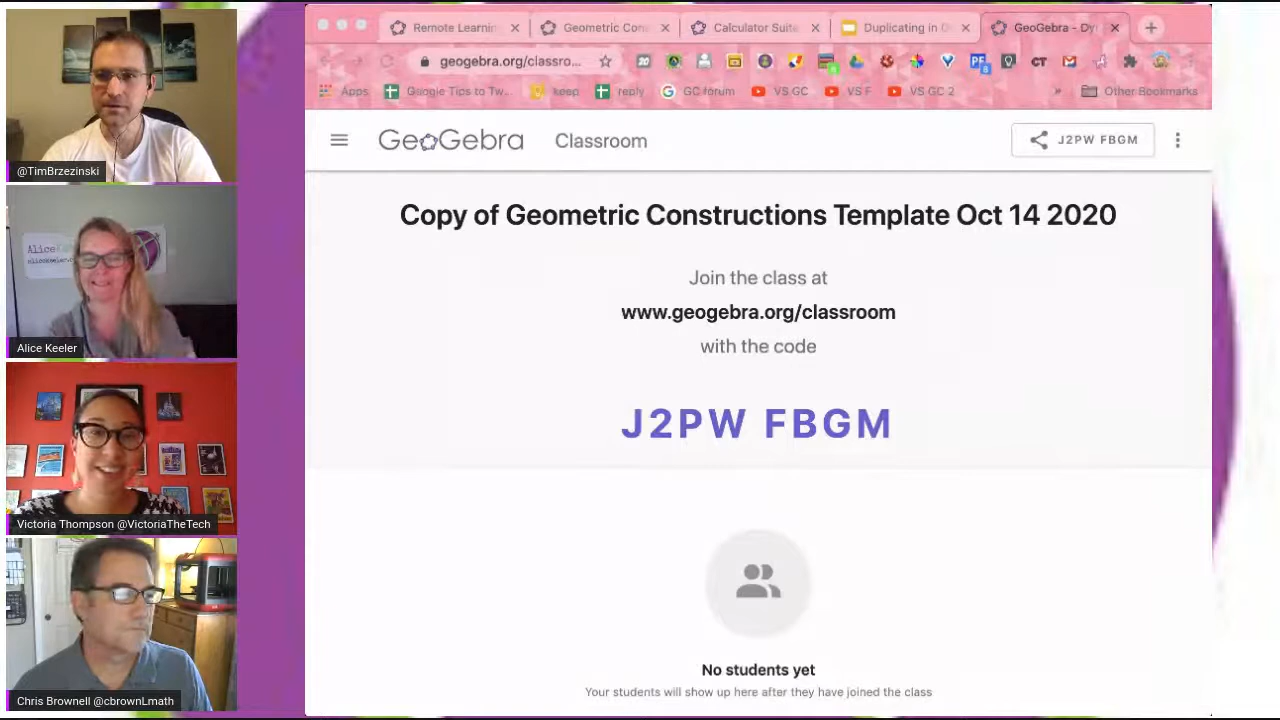 @TimBrzezinski
Alice Keeler
Victoria Thompson @VictoriaTheTech
Chris Brownell @cbrownLmath
Remote Learnin
Geometric Con
Calculator Suite
Duplicating in
GeoGebra - Dy
geogebra.org/classro...
Apps
Google Tips to Tw...
keep
reply
GC forum
VS GC
VS F
VS GC 2
»
Other Bookmarks
GeoGebra
Classroom
J2PW FBGM
Copy of Geometric Constructions Template Oct 14 2020
Join the class at
www.geogebra.org/classroom
with the code
J2PW FBGM
No students yet
Your students will show up here after they have joined the class